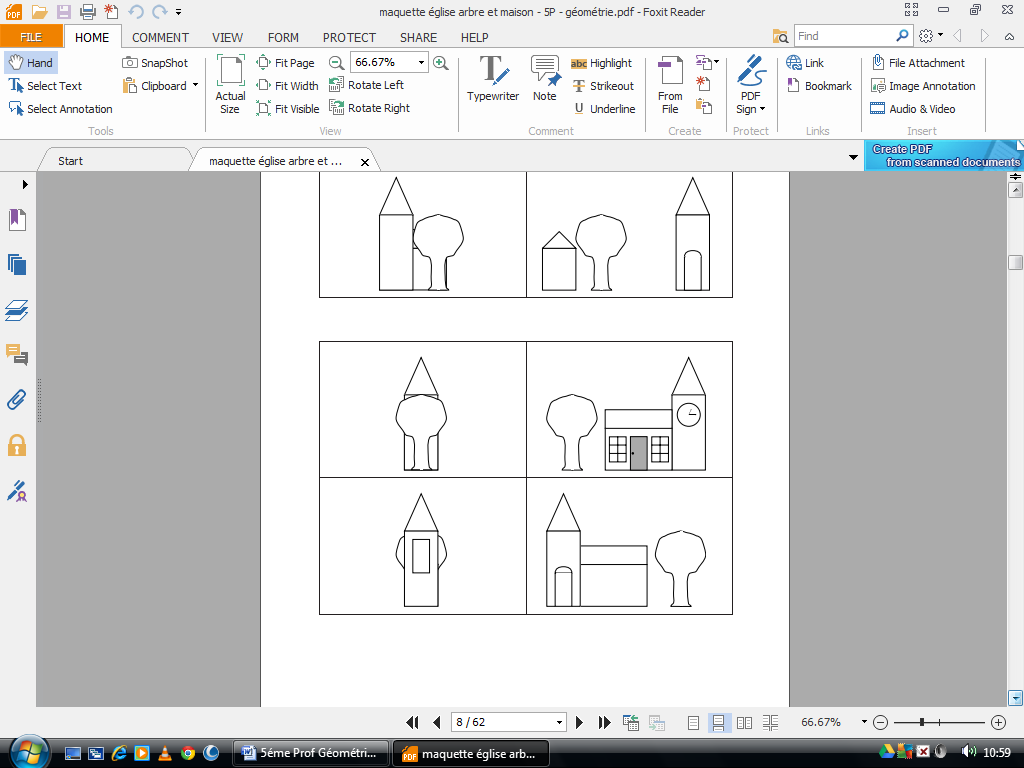 maquette église arbre et maison - 5P - géométrie.pdf - Foxit Reader
FILE HOME COMMENT VIEW FORM PROTECT SHARE HELP Find
Hand SnapShot Fit Page 66.67% abc Highlight Link File Attachment
Select Text Clipboard Fit Width Rotate Left Strikeout Bookmark Image Annotation
Select Annotation Actual Size Fit Visible Rotate Right Typewriter Note U Underline From File PDF Sign Audio & Video
Tools View Comment Create Protect Links Insert
Start maquette église arbre et ... Create PDF
from scanned documents
8 / 62 66.67%
5éme Prof Géométri... PDF maquette église arb... 10:59